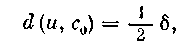 d (u, c₀) = 1/2 δ,